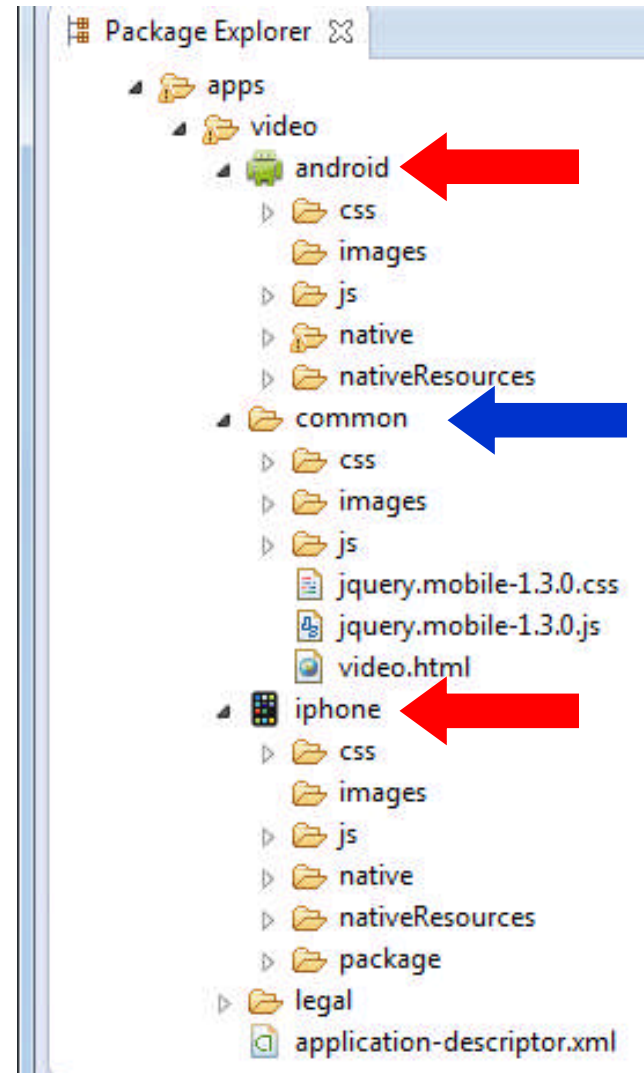 Package Explorer
apps
video
android
css
images
js
native
nativeResources
common
css
images
js
jquery.mobile-1.3.0.css
jquery.mobile-1.3.0.js
video.html
iphone
css
images
js
native
nativeResources
package
legal
application-descriptor.xml